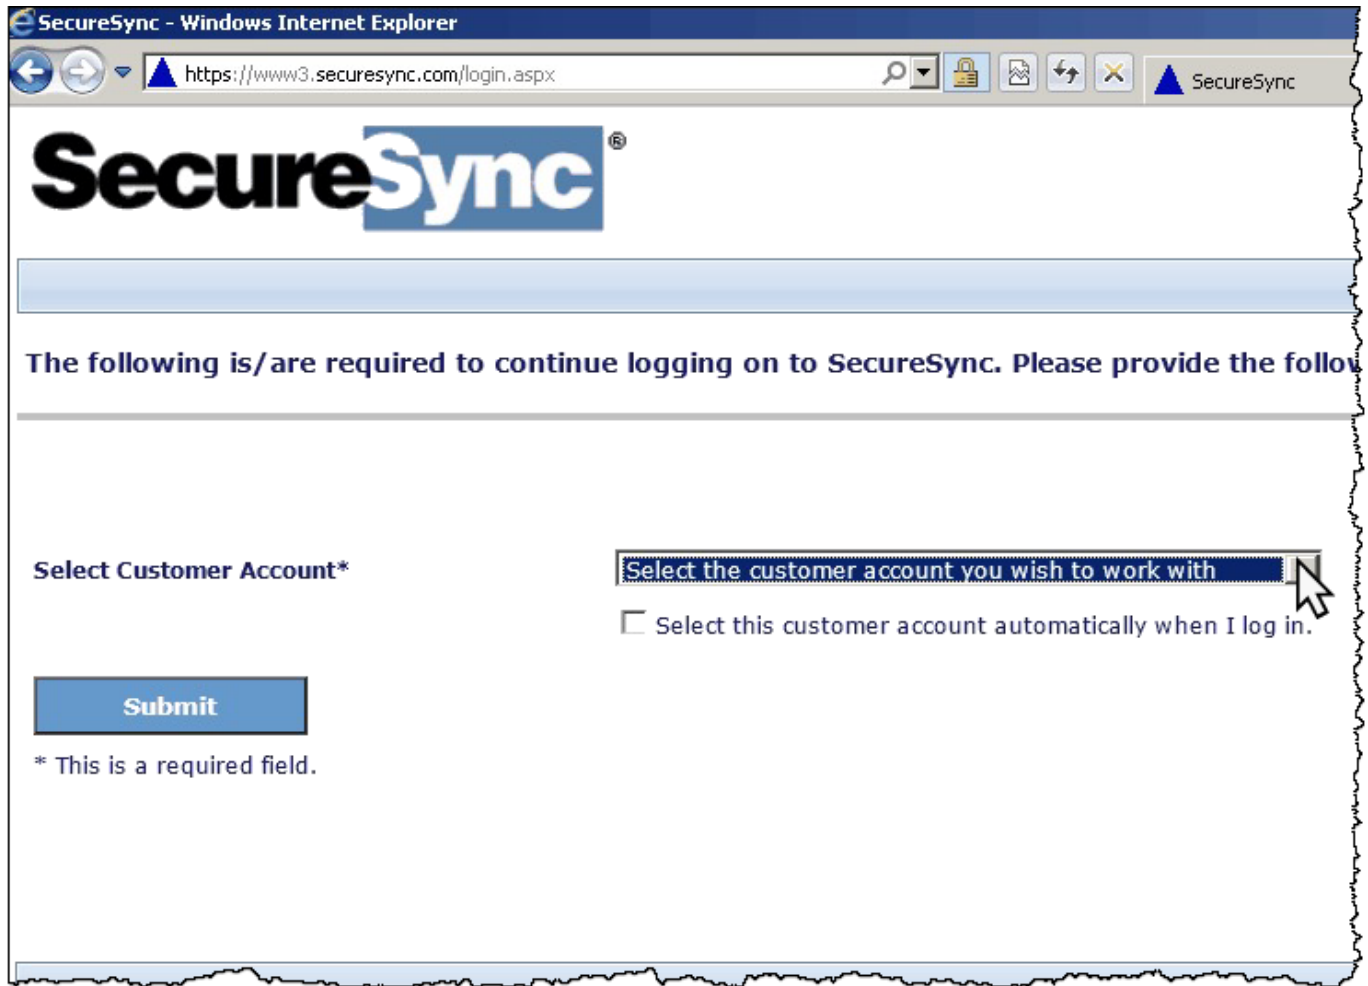 SecureSync - Windows Internet Explorer
https://www3.securesync.com/login.aspx
SecureSync
SecureSync®
The following is/are required to continue logging on to SecureSync. Please provide the
Select Customer Account*
Select the customer account you wish to work with
Select this customer account automatically when I log in.
Submit
* This is a required field.